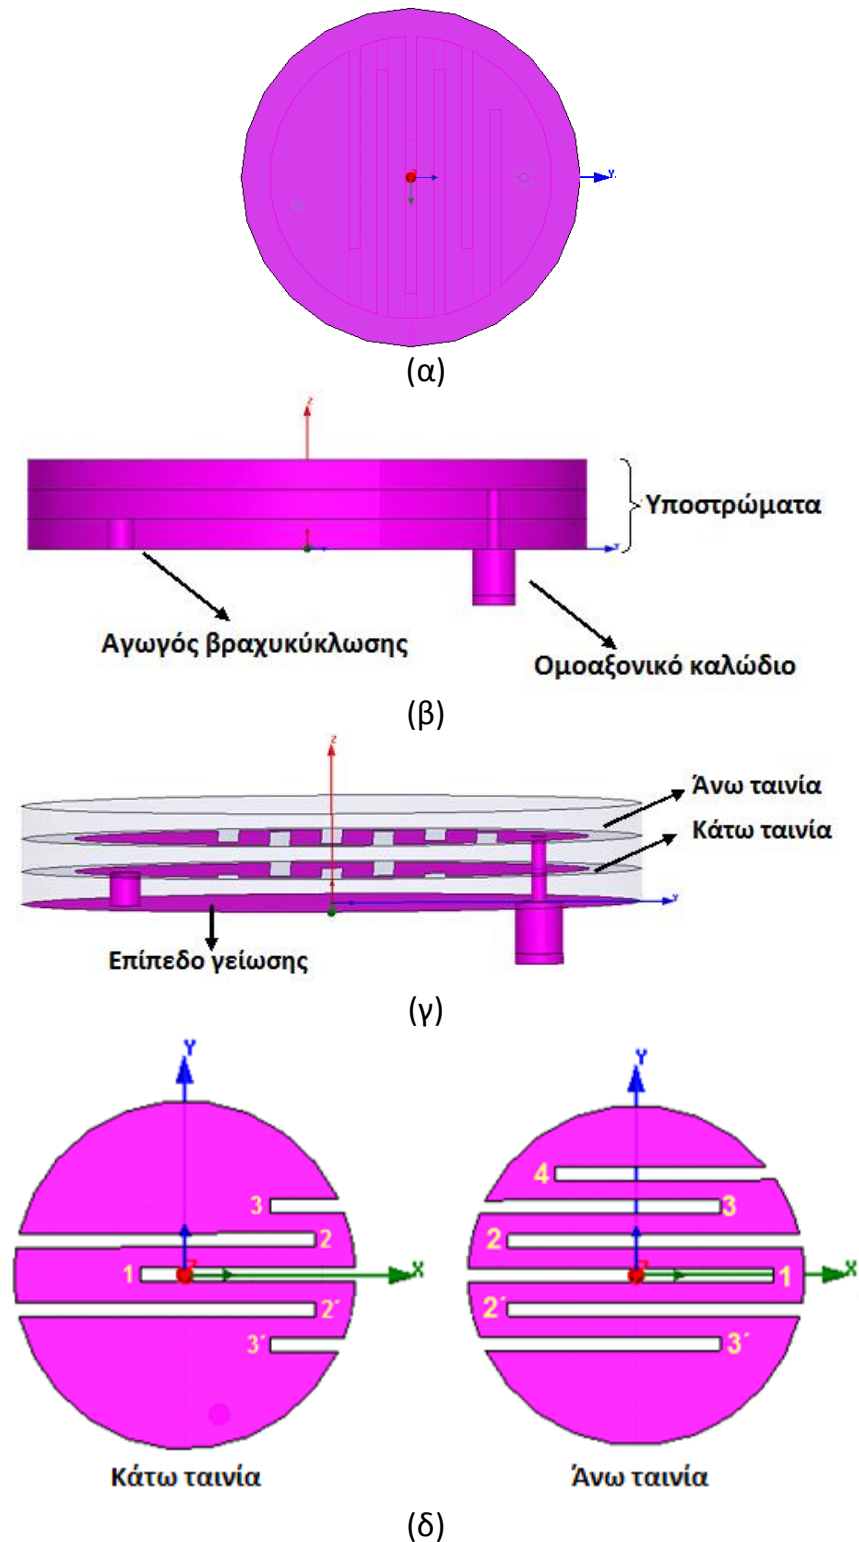 Y
(α)
Z
Υποστρώματα
Y
Αγωγός βραχυκύκλωσης
Ομοαξονικό καλώδιο
(β)
Z
Άνω ταινία
Κάτω ταινία
Y
Επίπεδο γείωσης
(γ)
Y
Y
4
3
3
2
2
1
X
1
X
2´
2´
3´
3´
Κάτω ταινία
Άνω ταινία
(δ)